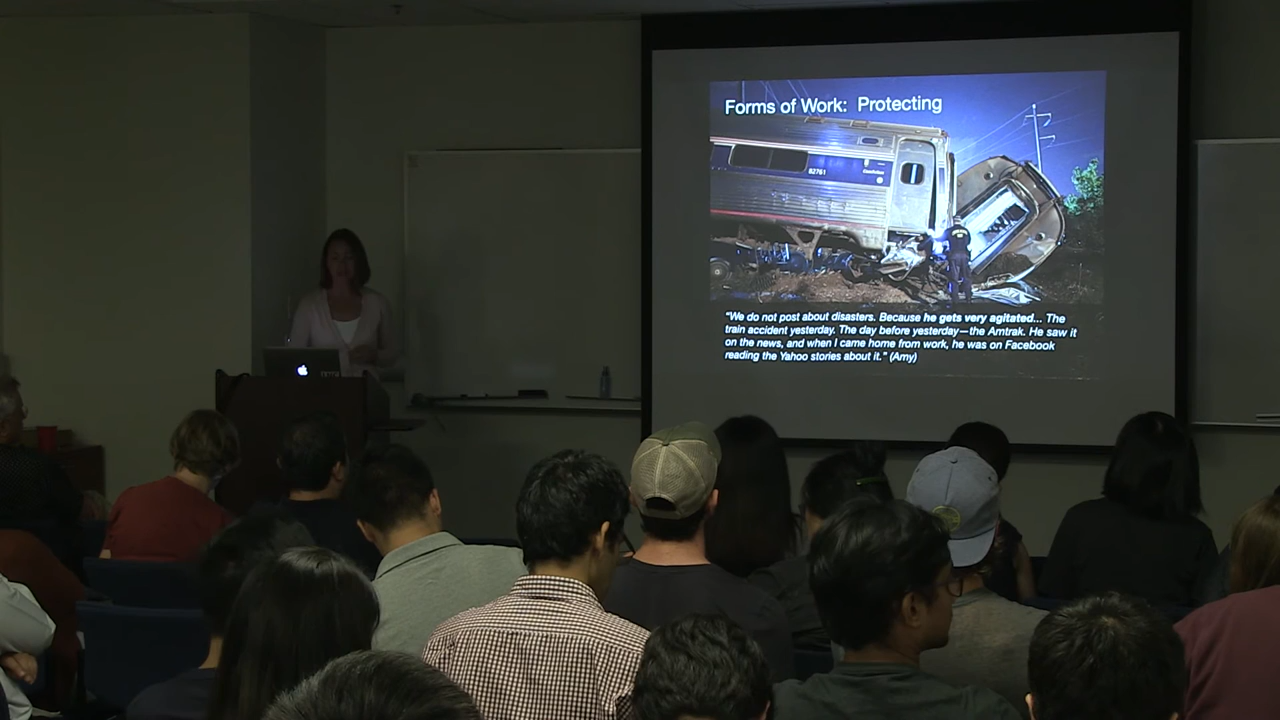 Forms of Work: Protecting
82761
"We do not post about disasters. Because he gets very agitated... The
train accident yesterday. The day before yesterday—the Amtrak. He saw it
on the news, and when I came home from work, he was on Facebook
reading the Yahoo stories about it." (Amy)